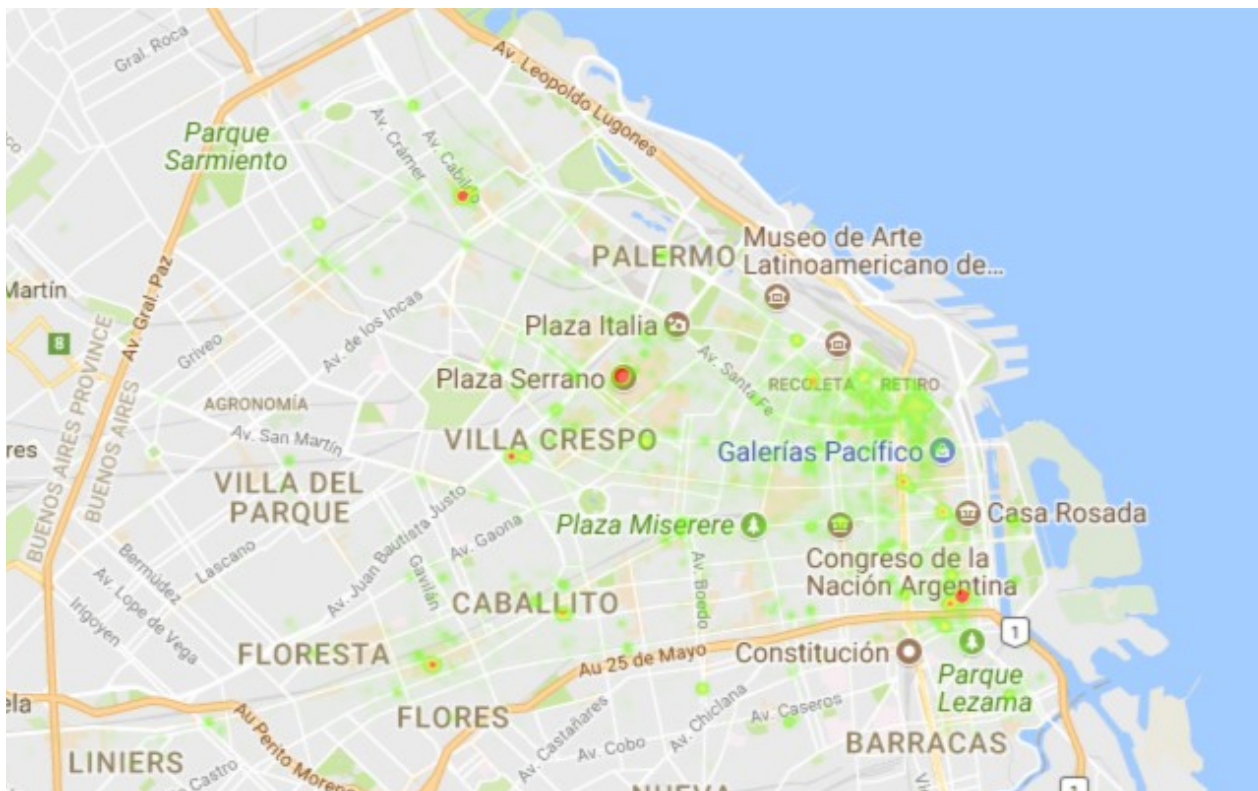 Gral. Roca
Av. Leopoldo Lugones
Parque
Sarmiento
Av. Crámer
Av. Cabildo
Museo de Arte
Latinoamericano de...
PALERMO
Martín
8
Av. Gral. Paz
Griveo
Av. de los Incas
Plaza Italia
Plaza Serrano
Av. Santa Fe
RECOLETA
RETIRO
BUENOS AIRES PROVINCE
BUENOS AIRES
AGRONOMÍA
Av. San Martín
VILLA CRESPO
Galerías Pacífico
res
VILLA DEL
PARQUE
Av. Juan Bautista Justo
Av. Gaona
Plaza Miserere
Casa Rosada
Bermúdez
Lascano
Av. Lope de Vega
Irigoyen
Gavilán
Av. Boedo
Congreso de la
Nación Argentina
CABALLITO
FLORESTA
Au 25 de Mayo
Constitución
1
Parque
Lezama
ela
Au Perito Moreno
FLORES
Av. Castañares
Av. Cobo
Av. Chiclana
Av. Caseros
BARRACAS
LINIERS
Castro
1